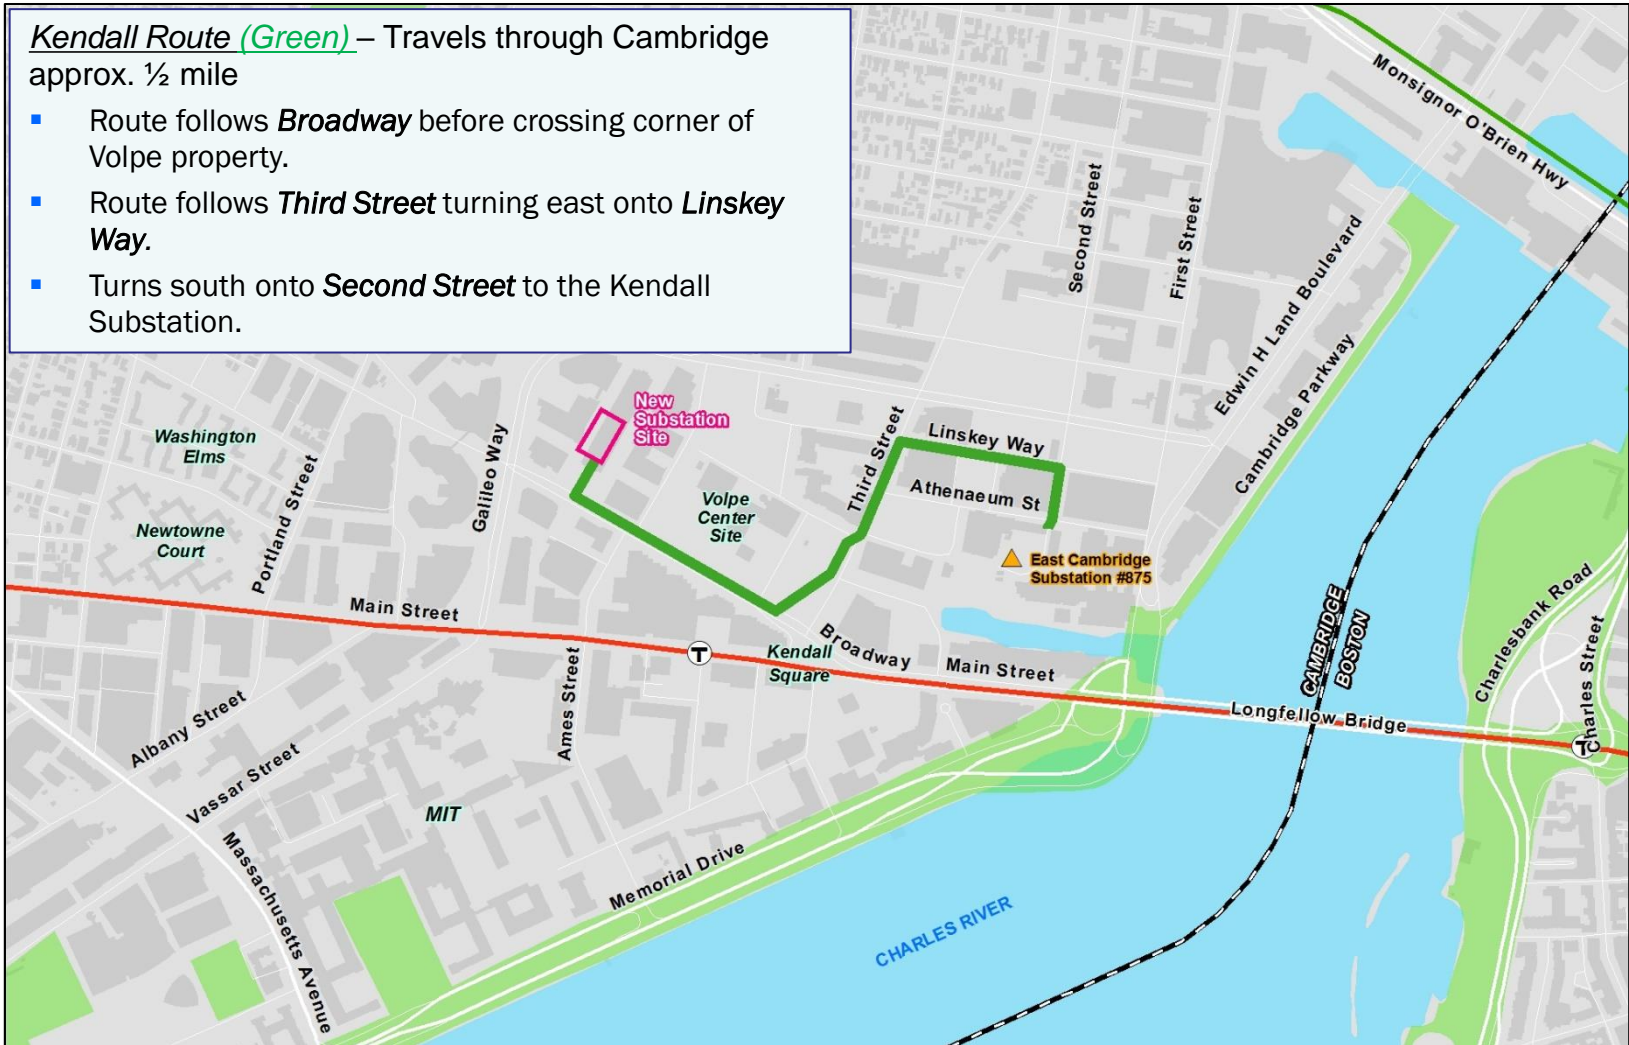 Kendall Route (Green) – Travels through Cambridge
approx. ½ mile
▪ Route follows Broadway before crossing corner of
Volpe property.
▪ Route follows Third Street turning east onto Linskey
Way.
▪ Turns south onto Second Street to the Kendall
Substation.
Monsignor O'Brien Hwy
Second Street
First Street
Edwin H Land Boulevard
Cambridge Parkway
New
Substation
Site
Washington
Elms
Galileo Way
Third Street
Linskey Way
Portland Street
Newtowne
Court
Volpe
Center
Site
Athenaeum St
East Cambridge
Substation #875
Main Street
T
Kendall
Square
Broadway
Main Street
CAMBRIDGE
BOSTON
Charlesbank Road
Charles Street
Longfellow Bridge
T
Albany Street
Ames Street
Vassar Street
MIT
Massachusetts Avenue
Memorial Drive
CHARLES RIVER